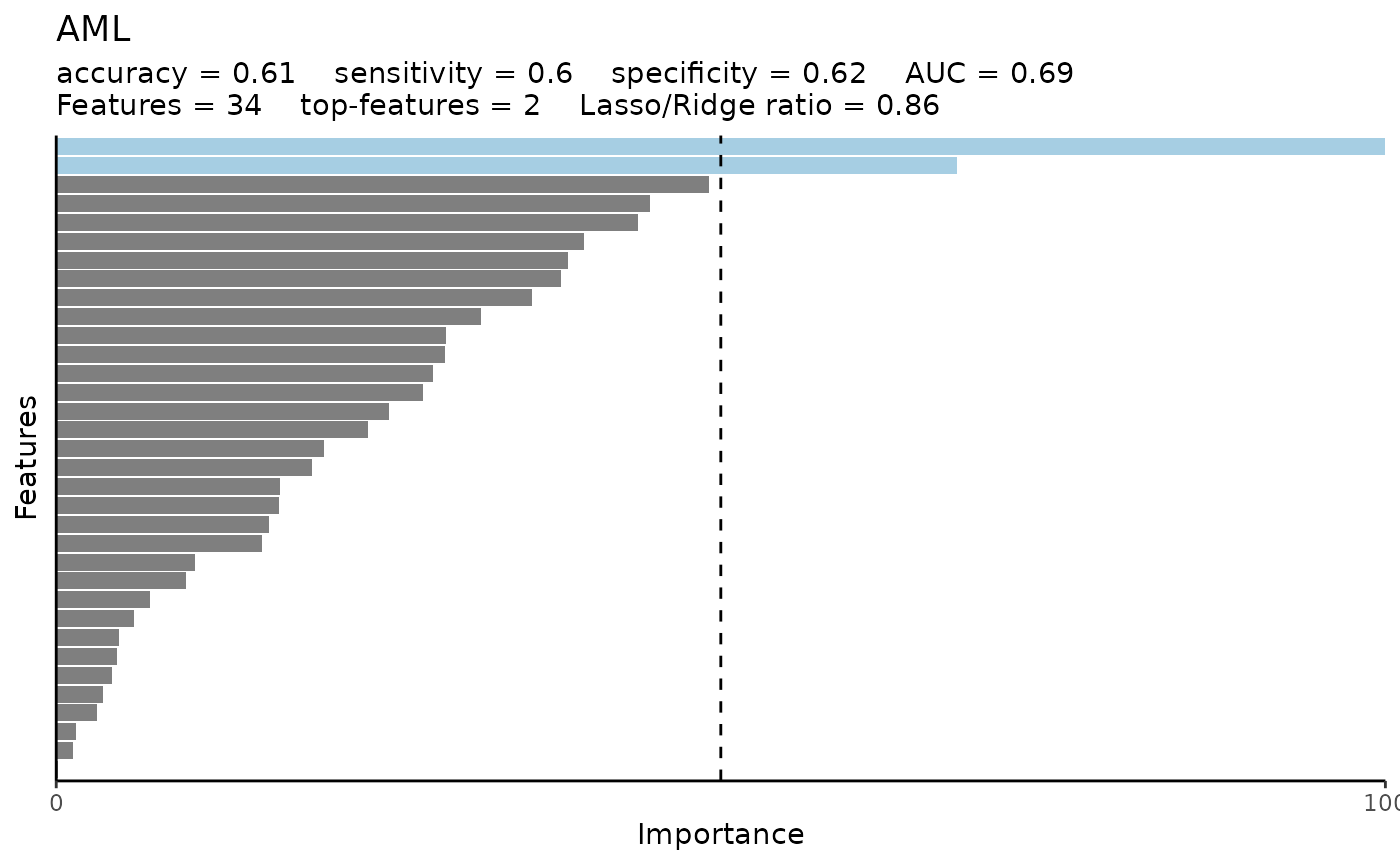 AML
accuracy = 0.61 sensitivity = 0.6 specificity = 0.62 AUC = 0.69
Features = 34 top-features = 2 Lasso/Ridge ratio = 0.86
Features
0 100
Importance